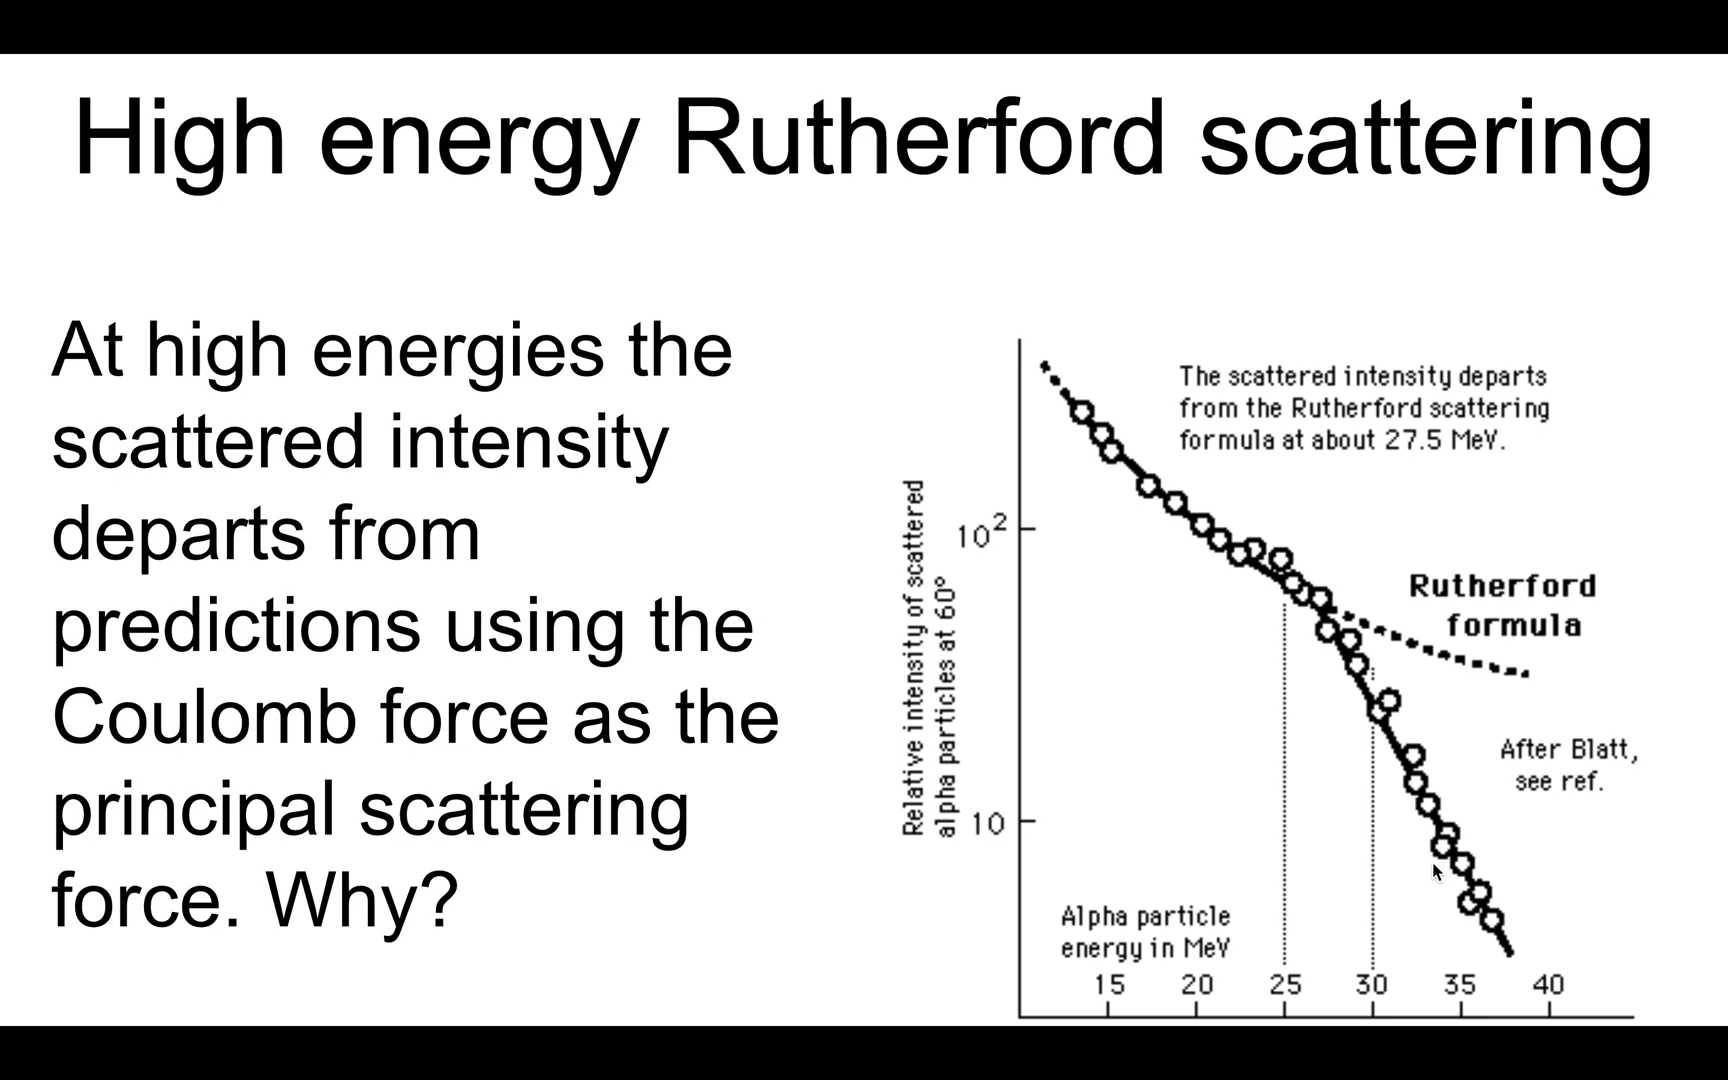 High energy Rutherford scattering
At high energies the
scattered intensity
departs from
predictions using the
Coulomb force as the
principal scattering
force. Why?
The scattered intensity departs
from the Rutherford scattering
formula at about 27.5 MeV.
Relative intensity of scattered
alpha particles at 60°
10²
10
Rutherford
formula
After Blatt,
see ref.
Alpha particle
energy in MeV
15 20 25 30 35 40